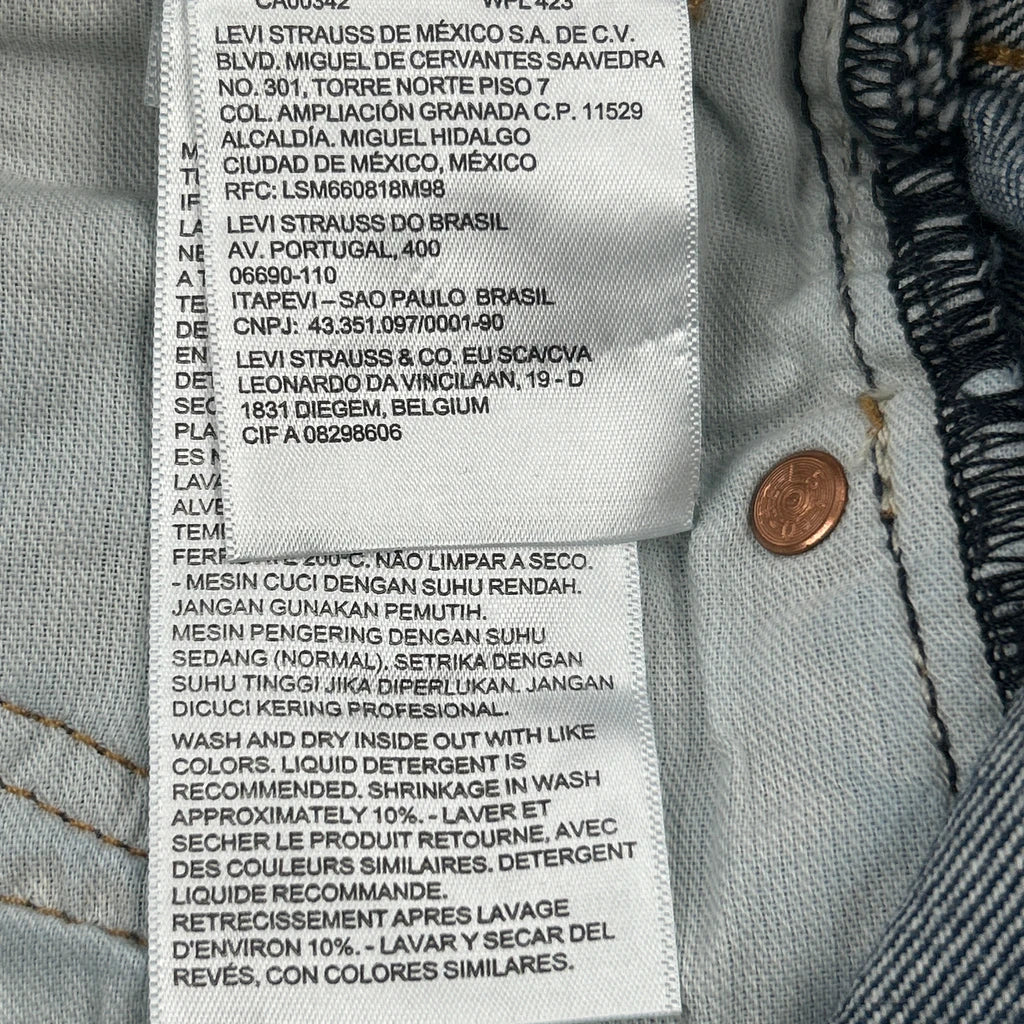 CA00342 WPL 423
LEVI STRAUSS DE MÉXICO S.A. DE C.V.
BLVD. MIGUEL DE CERVANTES SAAVEDRA
NO. 301, TORRE NORTE PISO 7
COL. AMPLIACIÓN GRANADA C.P. 11529
ALCALDÍA. MIGUEL HIDALGO
CIUDAD DE MÉXICO, MÉXICO
RFC: LSM660818M98
LEVI STRAUSS DO BRASIL
AV. PORTUGAL, 400
06690-110
ITAPEVI – SAO PAULO BRASIL
CNPJ: 43.351.097/0001-90
LEVI STRAUSS & CO. EU SCA/CVA
LEONARDO DA VINCILAAN, 19 - D
1831 DIEGEM, BELGIUM
CIF A 08298606
200ºC. NÃO LIMPAR A SECO.
- MESIN CUCI DENGAN SUHU RENDAH.
JANGAN GUNAKAN PEMUTIH.
MESIN PENGERING DENGAN SUHU
SEDANG (NORMAL). SETRIKA DENGAN
SUHU TINGGI JIKA DIPERLUKAN. JANGAN
DICUCI KERING PROFESIONAL.
WASH AND DRY INSIDE OUT WITH LIKE
COLORS. LIQUID DETERGENT IS
RECOMMENDED. SHRINKAGE IN WASH
APPROXIMATELY 10%. - LAVER ET
SECHER LE PRODUIT RETOURNE, AVEC
DES COULEURS SIMILAIRES. DETERGENT
LIQUIDE RECOMMANDE.
RETRECISSEMENT APRES LAVAGE
D'ENVIRON 10%. - LAVAR Y SECAR DEL
REVÉS, CON COLORES SIMILARES.